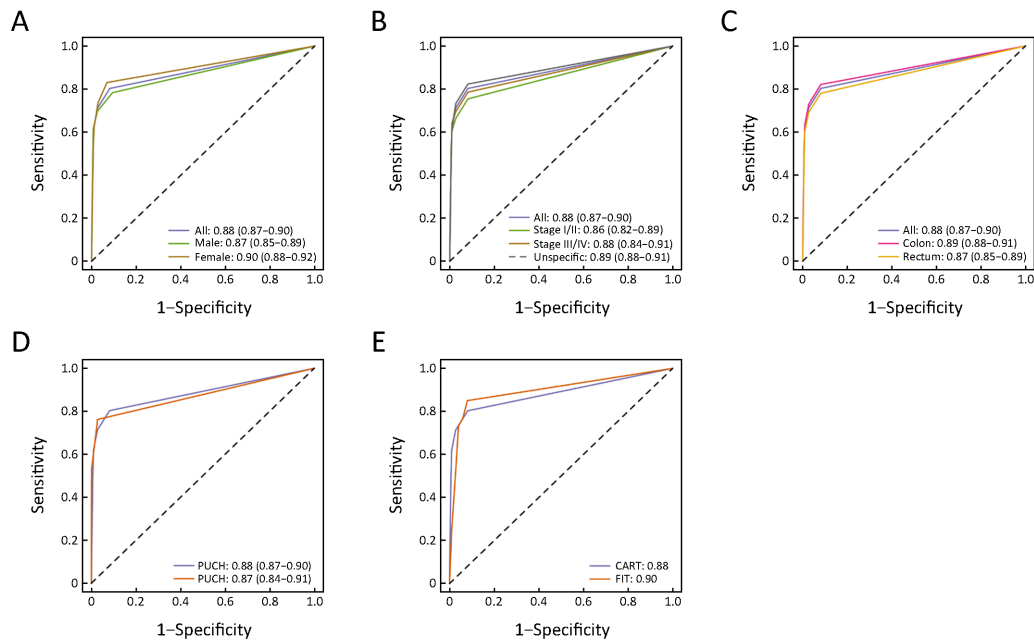 A
Sensitivity
1.0
0.8
0.6
0.4
0.2
0
All: 0.88 (0.87–0.90)
Male: 0.87 (0.85–0.89)
Female: 0.90 (0.88–0.92)
0 0.2 0.4 0.6 0.8 1.0
1–Specificity
B
Sensitivity
1.0
0.8
0.6
0.4
0.2
0
All: 0.88 (0.87–0.90)
Stage I/II: 0.86 (0.82–0.89)
Stage III/IV: 0.88 (0.84–0.91)
Unspecific: 0.89 (0.88–0.91)
0 0.2 0.4 0.6 0.8 1.0
1–Specificity
C
Sensitivity
1.0
0.8
0.6
0.4
0.2
0
All: 0.88 (0.87–0.90)
Colon: 0.89 (0.88–0.91)
Rectum: 0.87 (0.85–0.89)
0 0.2 0.4 0.6 0.8 1.0
1–Specificity
D
Sensitivity
1.0
0.8
0.6
0.4
0.2
0
PUCH: 0.88 (0.87–0.90)
PUCH: 0.87 (0.84–0.91)
0 0.2 0.4 0.6 0.8 1.0
1–Specificity
E
Sensitivity
1.0
0.8
0.6
0.4
0.2
0
CART: 0.88
FIT: 0.90
0 0.2 0.4 0.6 0.8 1.0
1–Specificity